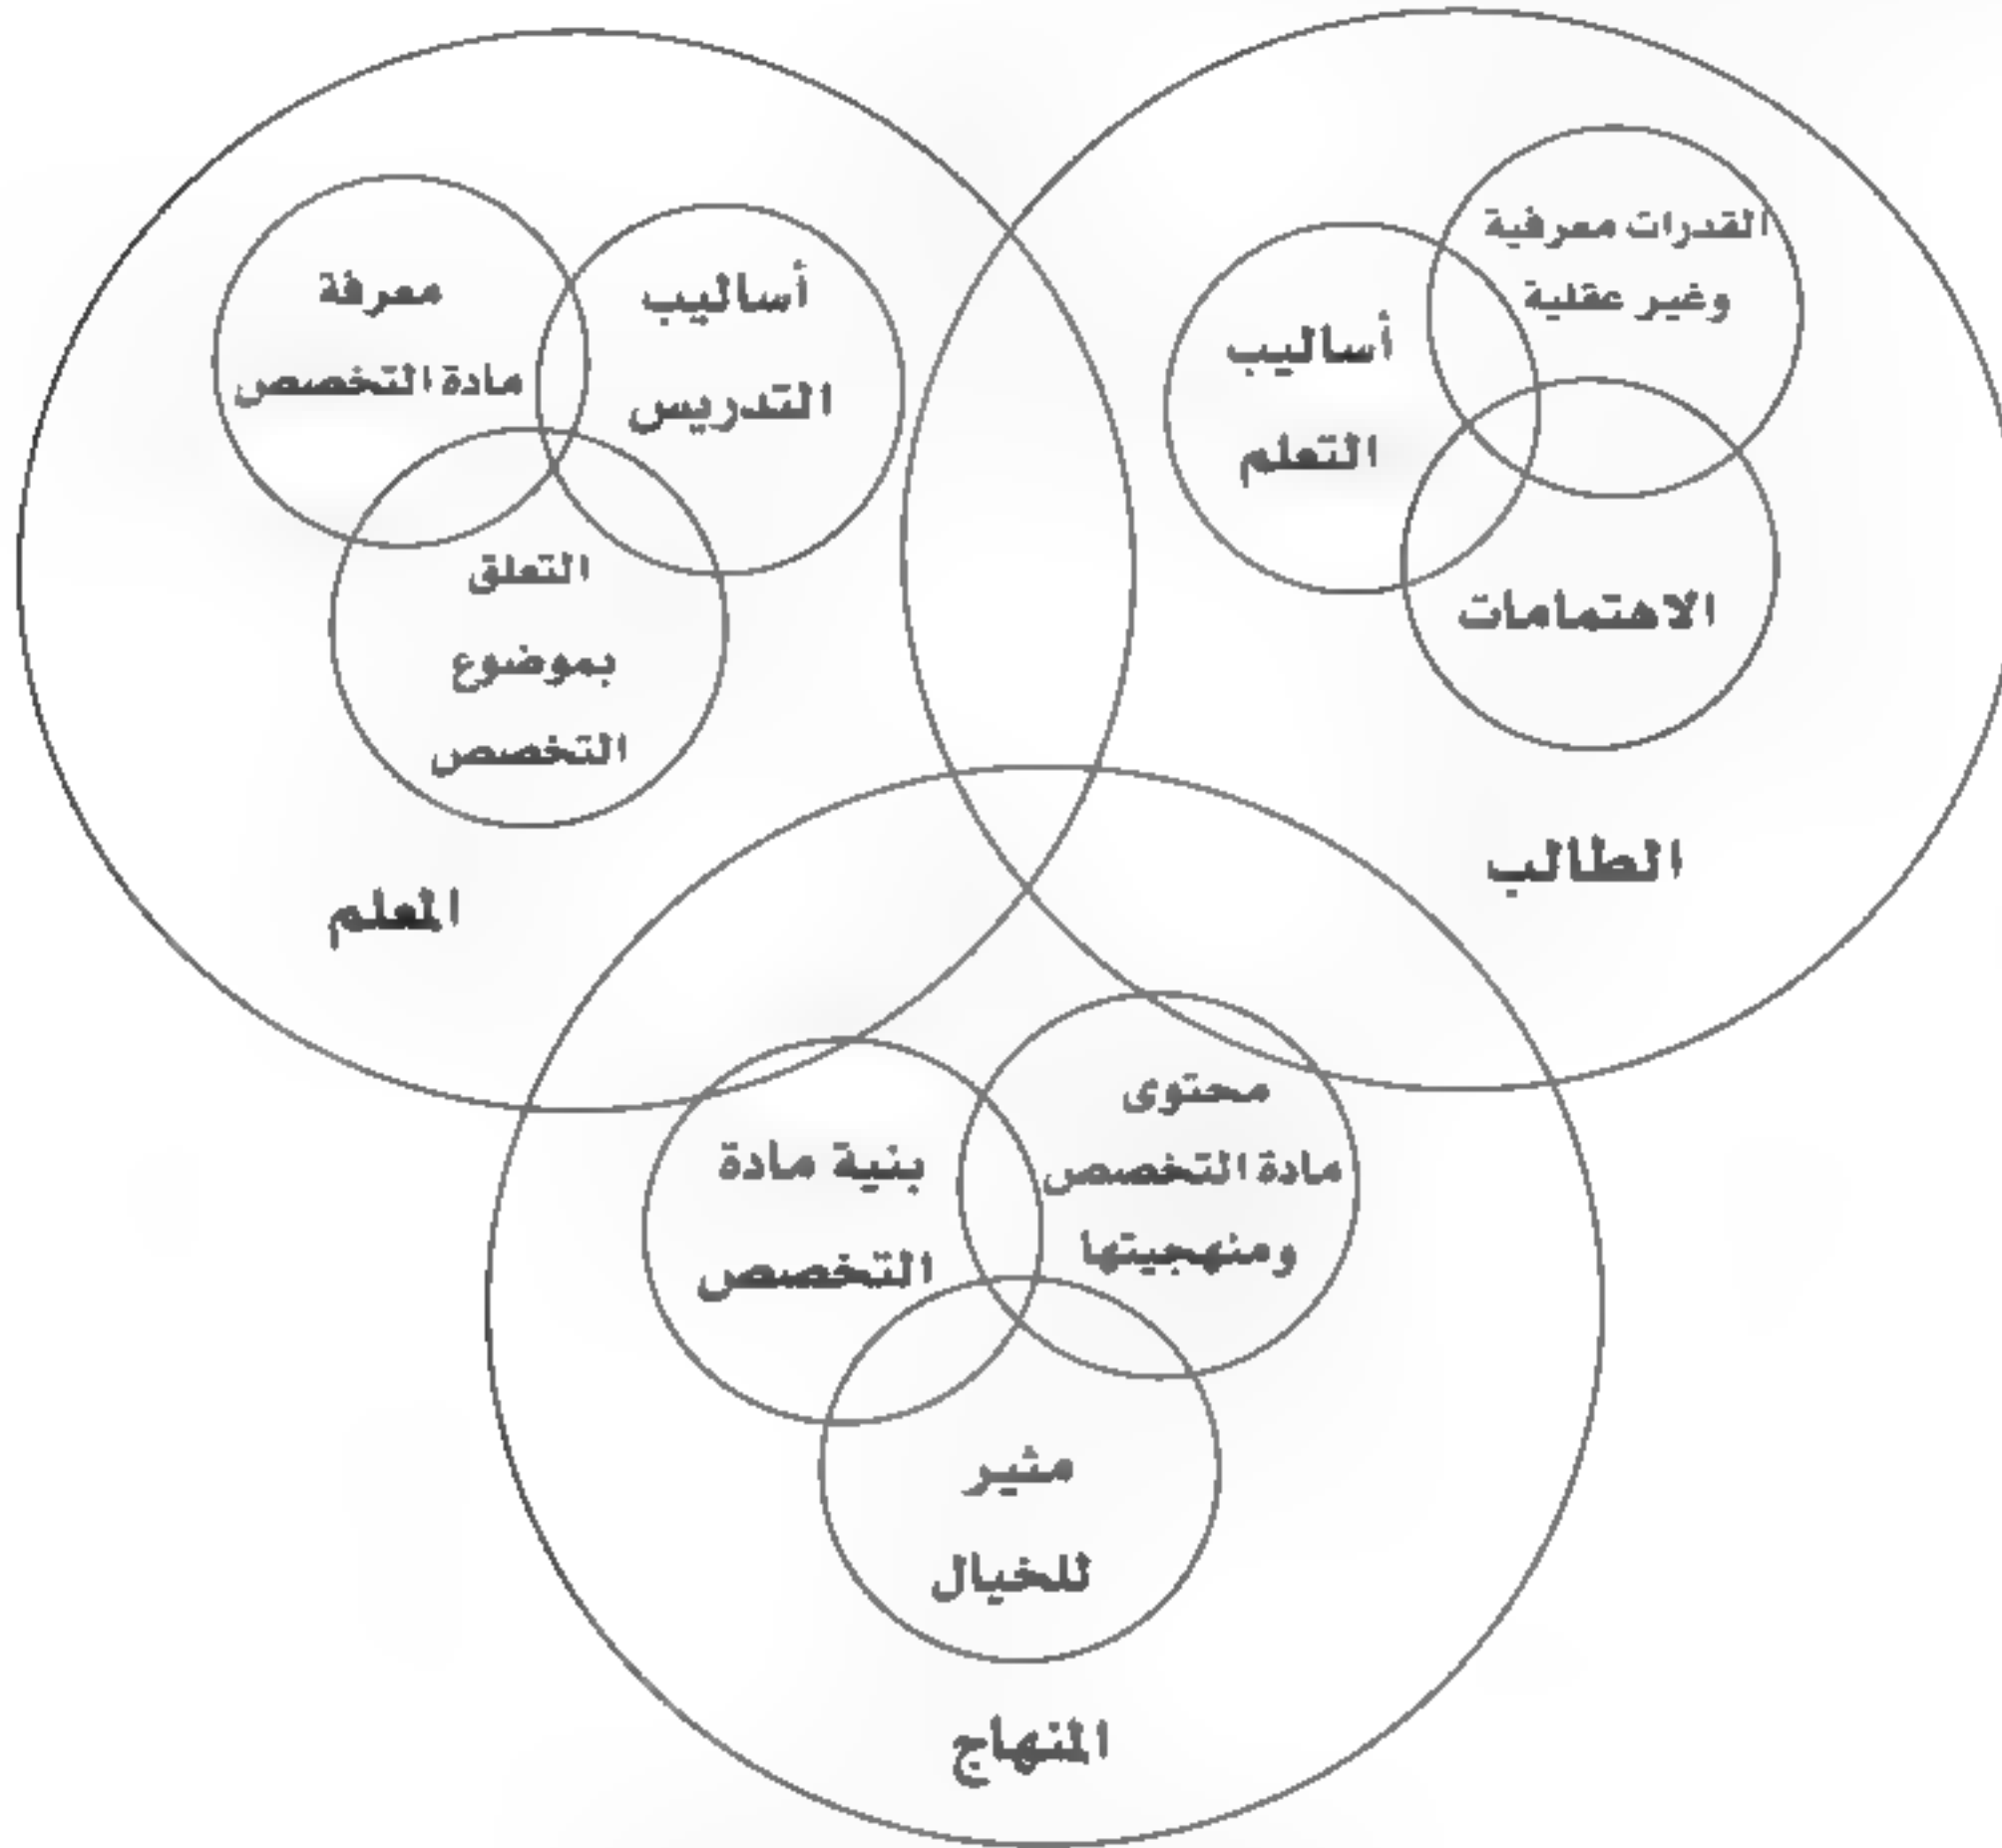 القدرات معرفية
وغير عقلية
أساليب
التعلم
الاهتمامات
الطالب
أساليب
التدريس
معرفة
مادة التخصص
التعلق
بموضوع
التخصص
المعلم
محتوى
مادة التخصص
ومنهجيتها
بنية مادة
التخصص
مثير
للخيال
المنهاج